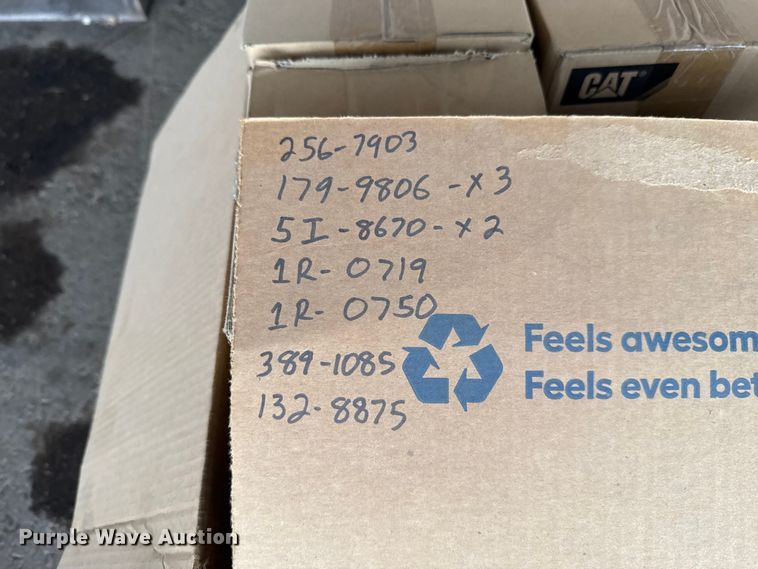 CAT
256-7903
179-9806 -x 3
5I-8670-x2
1R-0719
1R-0750
389-1085
132-8875
Feels awesom
Feels even bet
Purple Wave Auction